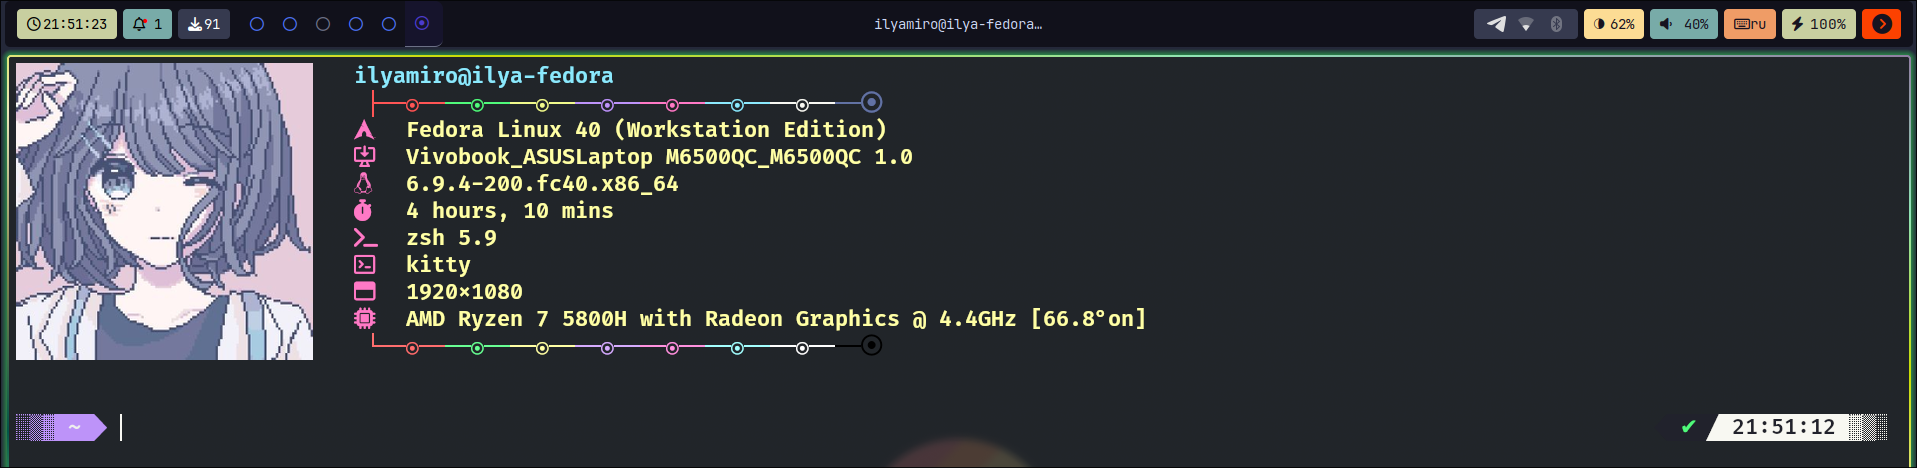 21:51:23 1 91 ilyamiro@ilya-fedora… 62% 40% ru 100%
ilyamiro@ilya-fedora
Fedora Linux 40 (Workstation Edition)
Vivobook_ASUSLaptop M6500QC_M6500QC 1.0
6.9.4-200.fc40.x86_64
4 hours, 10 mins
zsh 5.9
kitty
1920×1080
AMD Ryzen 7 5800H with Radeon Graphics @ 4.4GHz [66.8°on]
~ ✔ 21:51:12